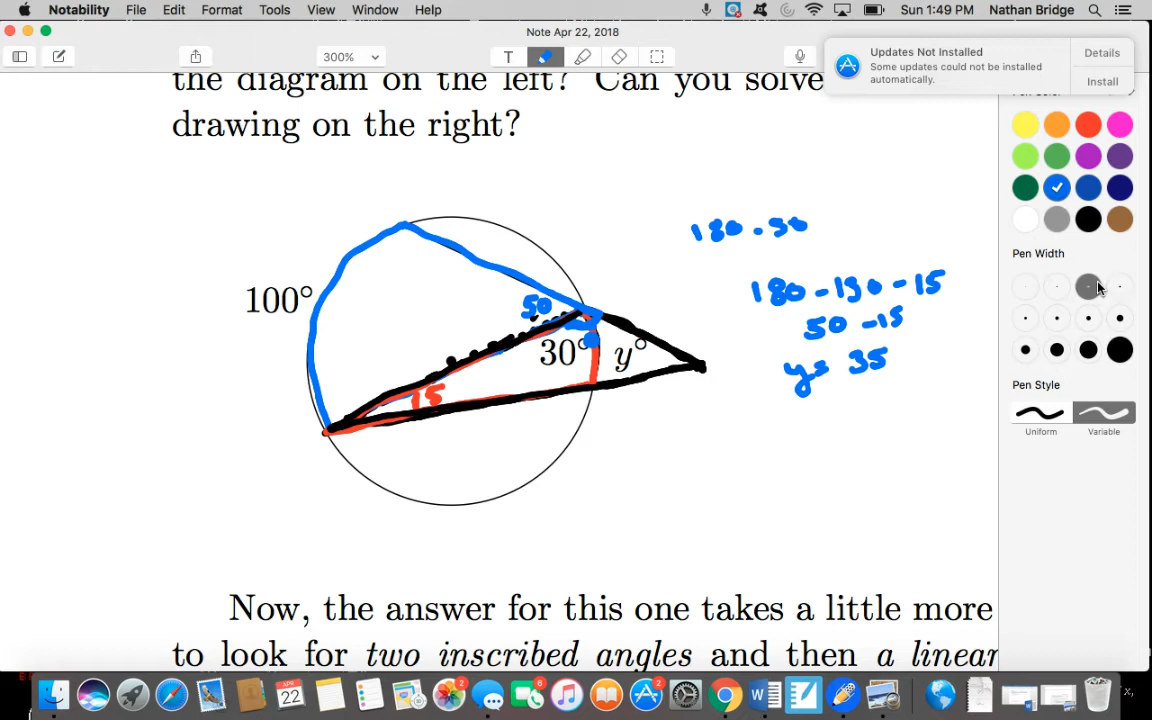 Notability File Edit Format Tools View Window Help Sun 1:49 PM Nathan Bridge
Note Apr 22, 2018
300% T
Updates Not Installed
Some updates could not be installed
automatically.
Details
Install
the diagram on the left? Can you solve
drawing on the right?
100°
50
30°
y°
15
180-50
180-130-15
50-15
y= 35
Now, the answer for this one takes a little more
to look for two inscribed angles and then a linear
Pen Width
Pen Style
Uniform Variable
22